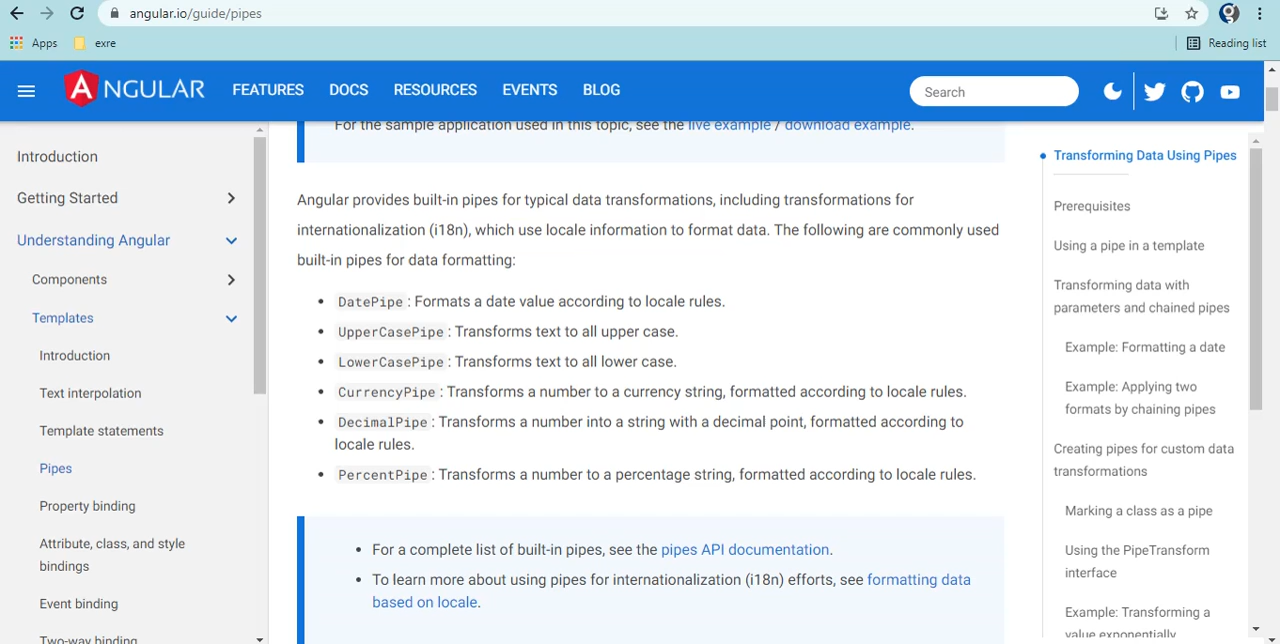 angular.io/guide/pipes
Apps
exre
Reading list
ANGULAR
FEATURES
DOCS
RESOURCES
EVENTS
BLOG
Search
Introduction
Getting Started
Understanding Angular
Components
Templates
Introduction
Text interpolation
Template statements
Pipes
Property binding
Attribute, class, and style
bindings
Event binding
Two-way binding
For the sample application used in this topic, see the live example / download example.
Angular provides built-in pipes for typical data transformations, including transformations for
internationalization (i18n), which use locale information to format data. The following are commonly used
built-in pipes for data formatting:
• DatePipe : Formats a date value according to locale rules.
• UpperCasePipe : Transforms text to all upper case.
• LowerCasePipe : Transforms text to all lower case.
• CurrencyPipe : Transforms a number to a currency string, formatted according to locale rules.
• DecimalPipe : Transforms a number into a string with a decimal point, formatted according to
locale rules.
• PercentPipe : Transforms a number to a percentage string, formatted according to locale rules.
• For a complete list of built-in pipes, see the pipes API documentation.
• To learn more about using pipes for internationalization (i18n) efforts, see formatting data
based on locale.
Transforming Data Using Pipes
Prerequisites
Using a pipe in a template
Transforming data with
parameters and chained pipes
Example: Formatting a date
Example: Applying two
formats by chaining pipes
Creating pipes for custom data
transformations
Marking a class as a pipe
Using the PipeTransform
interface
Example: Transforming a
value exponentially